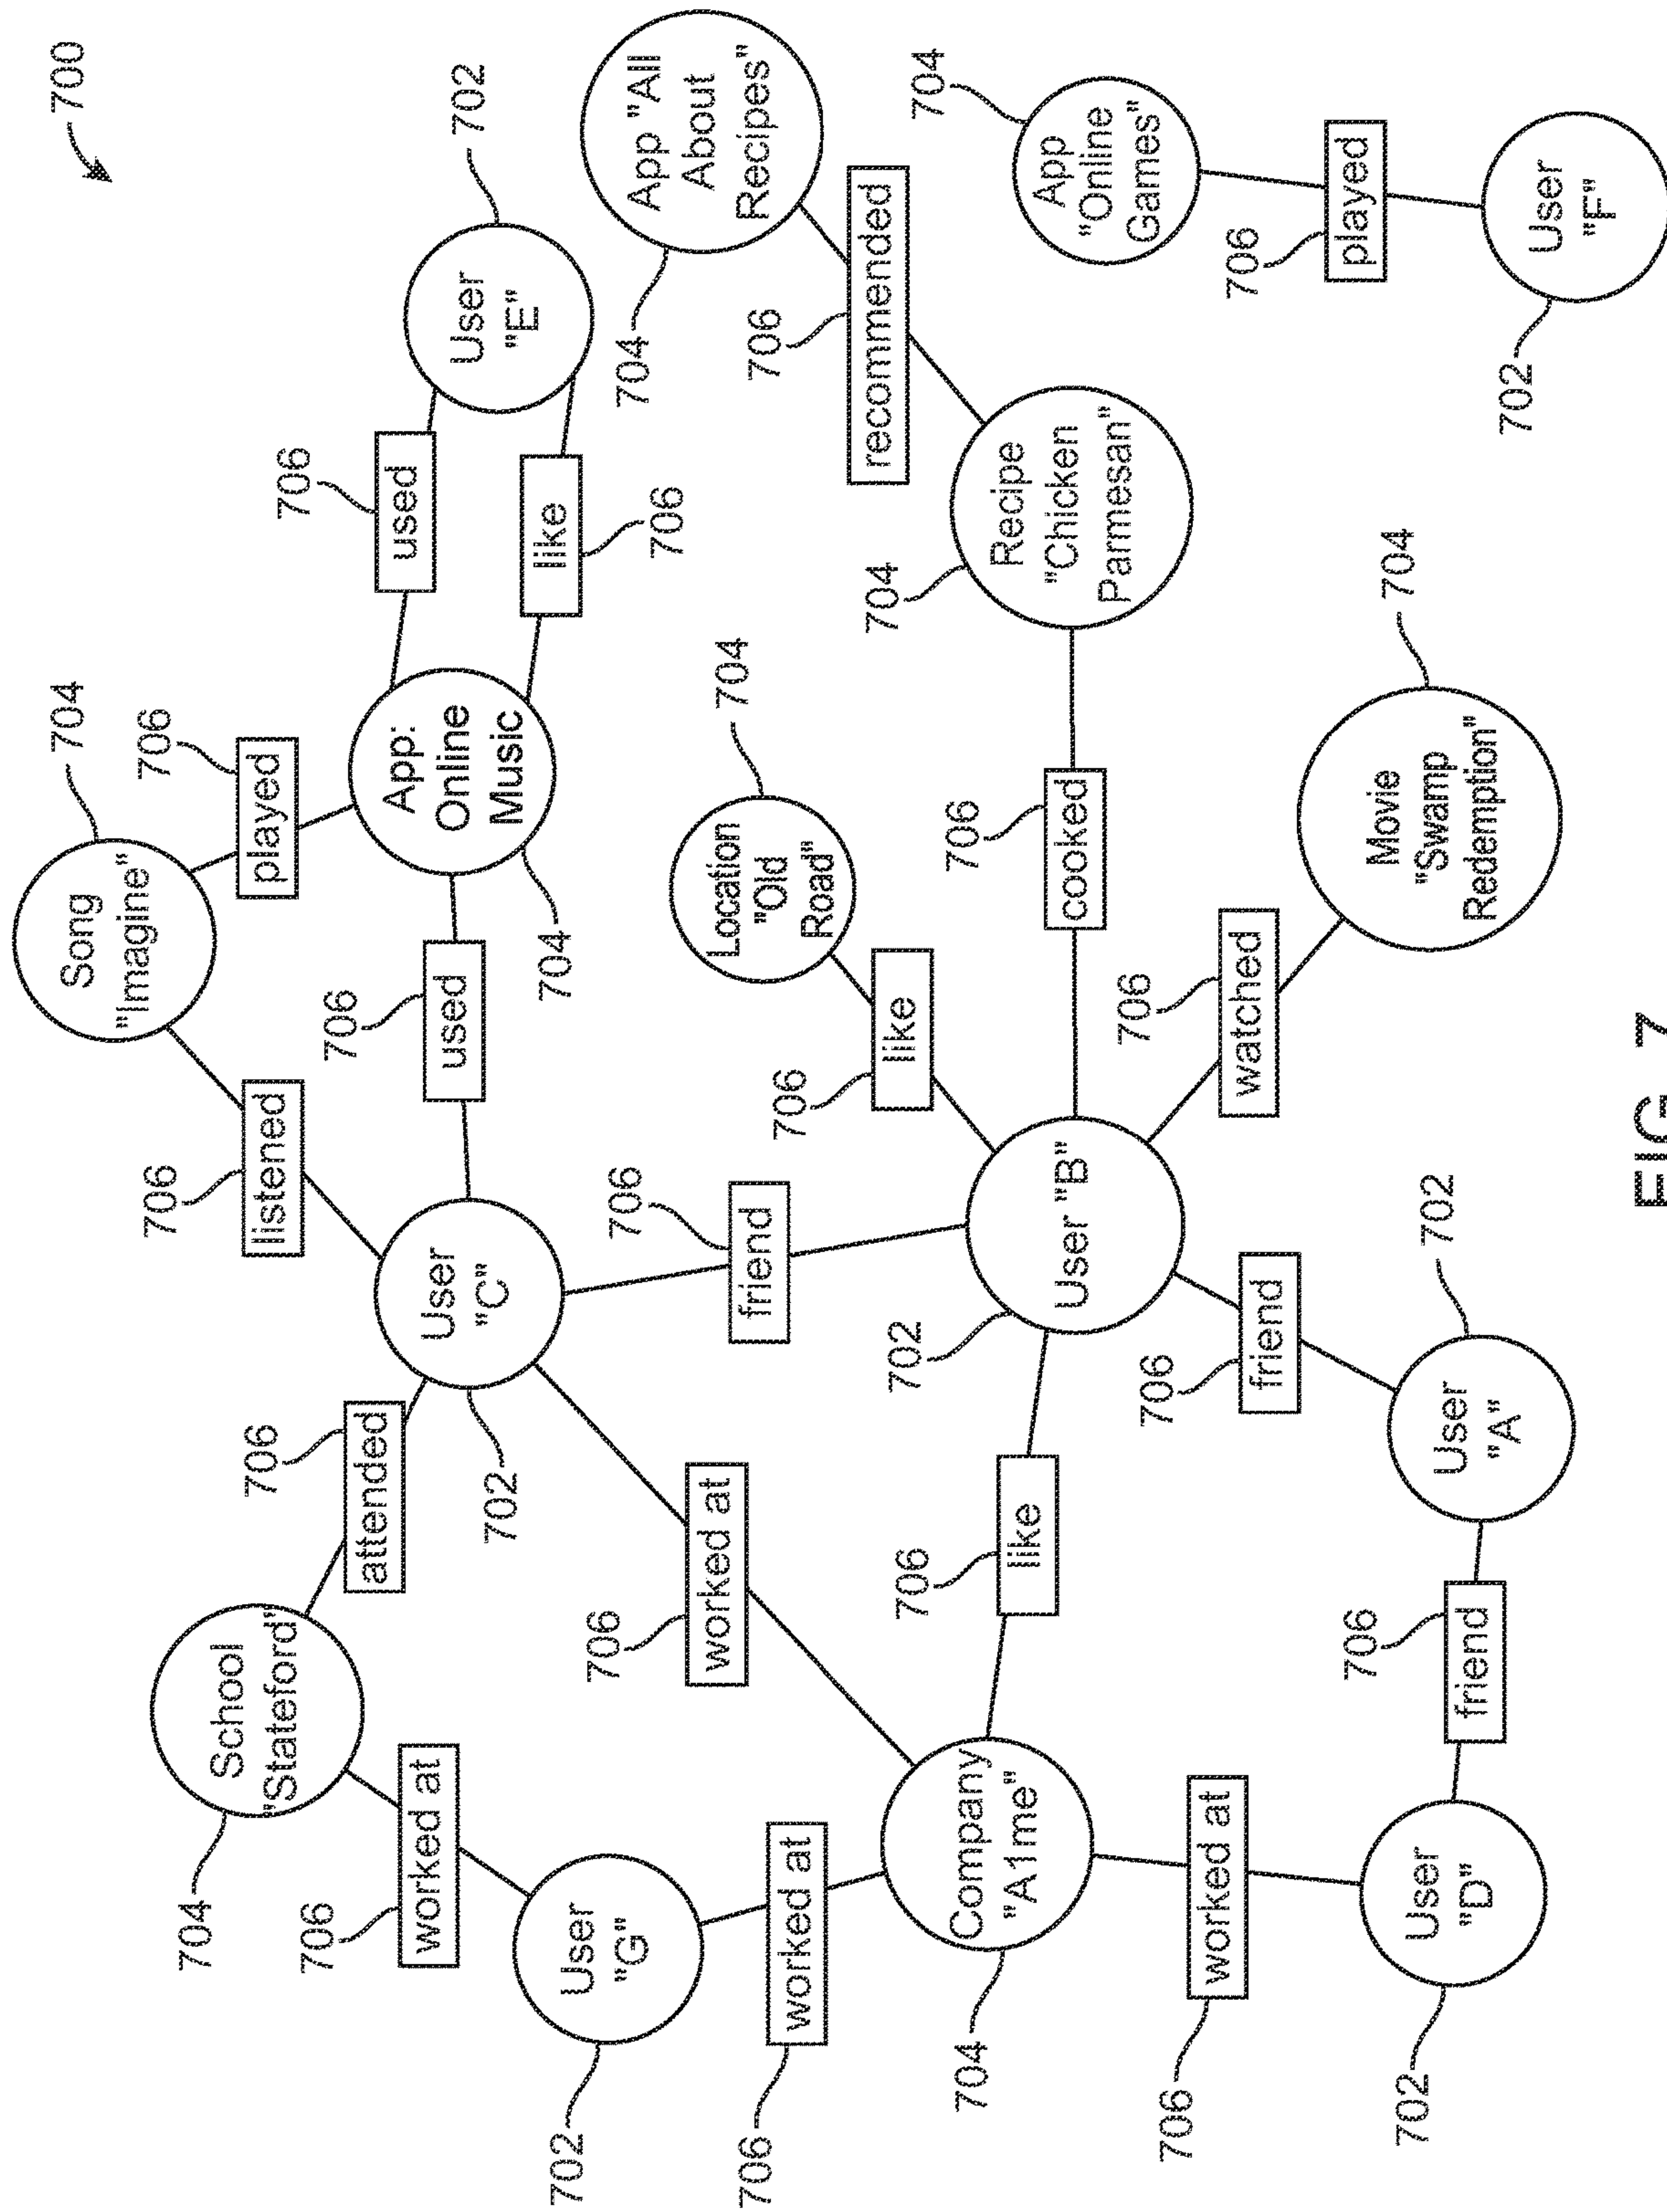 700
Song
"Imagine"
704
706
played
706
listened
School
"Stateford"
704
706
attended
User
"C"
702
706
used
App:
Online
Music
704
706
used
like
706
User
"E"
702
706
worked at
User
"G"
702
706
worked at
706
worked at
706
friend
Location
"Old
Road"
704
706
like
App "All
About
Recipes"
704
706
recommended
Company
"A1me"
704
706
like
User "B"
702
706
cooked
Recipe
"Chicken
Parmesan"
704
App
"Online
Games"
704
706
played
User
"F"
702
706
worked at
User
"D"
702
706
friend
User
"A"
702
706
friend
706
watched
Movie
"Swamp
Redemption"
704
FIG. 7